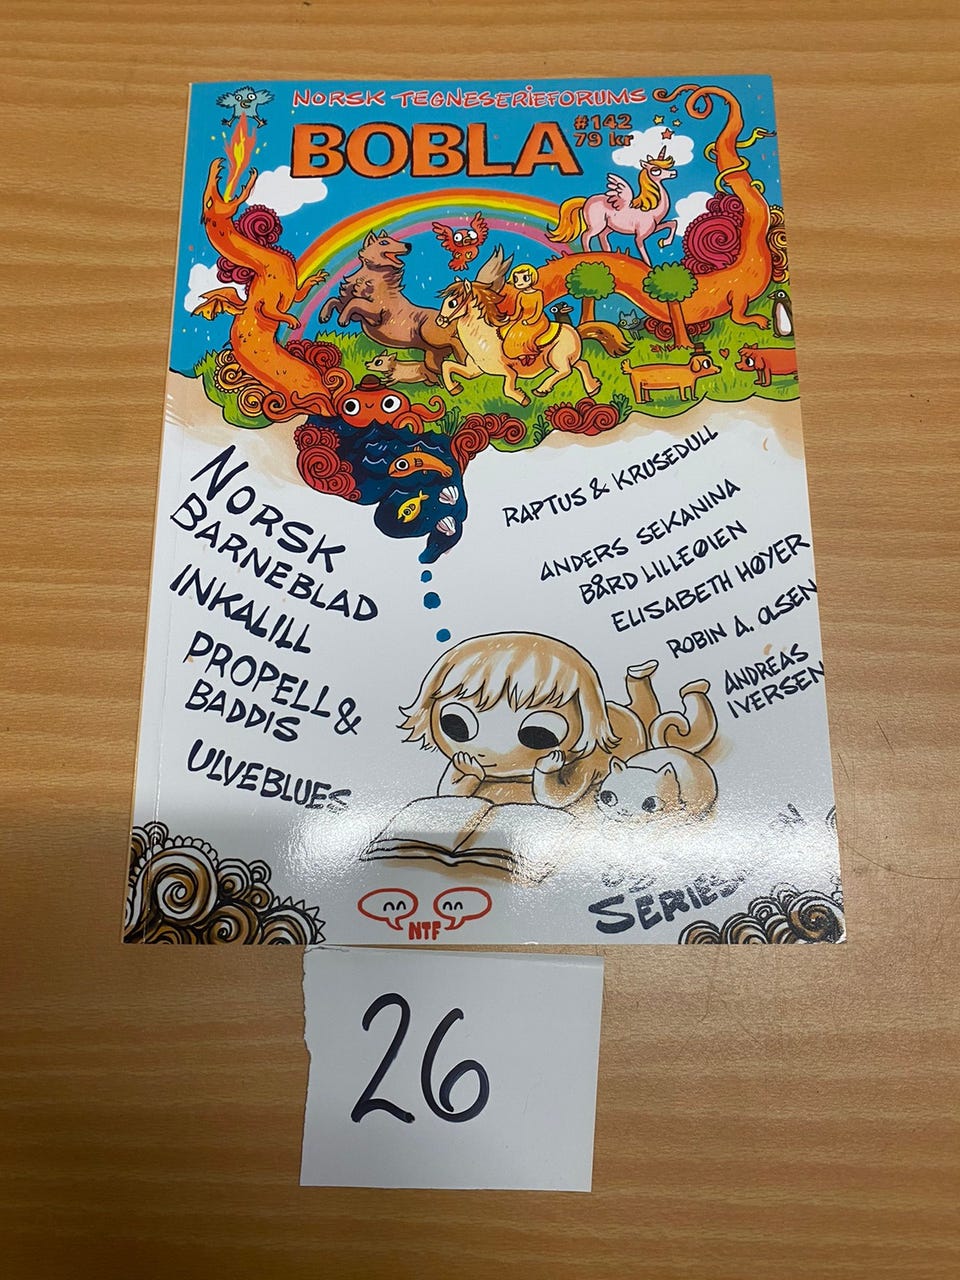 NORSK TEGNESERIEFORUMS
BOBLA
#142
79 kr
NORSK
BARNEBLAD
INKALILL
PROPELL &
BADDIS
ULVEBLUES
RAPTUS & KRUSEDULL
ANDERS SEKANINA
BÅRD LILLEØIEN
ELISABETH HØYER
ROBIN A. OLSEN
ANDREAS
IVERSEN
NTF
26